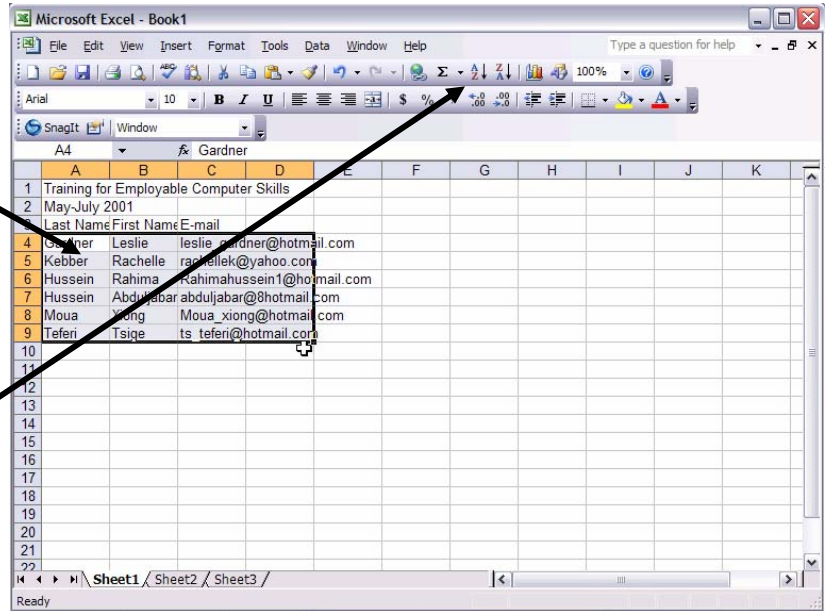 Microsoft Excel - Book1
File Edit View Insert Format Tools Data Window Help Type a question for help
100%
Arial 10 B I U $ %
SnagIt Window
A4 fx Gardner
A B C D E F G H I J K
1 Training for Employable Computer Skills
2 May-July 2001
3 Last Name First Name E-mail
4 Gardner Leslie leslie_gardner@hotmail.com
5 Kebber Rachelle rachellek@yahoo.com
6 Hussein Rahima Rahimahussein1@hotmail.com
7 Hussein Abduljabar abduljabar@8hotmail.com
8 Moua Xiong Moua_xiong@hotmail.com
9 Teferi Tsige ts_teferi@hotmail.com
10
11
12
13
14
15
16
17
18
19
20
21
22
Sheet1 Sheet2 Sheet3
Ready